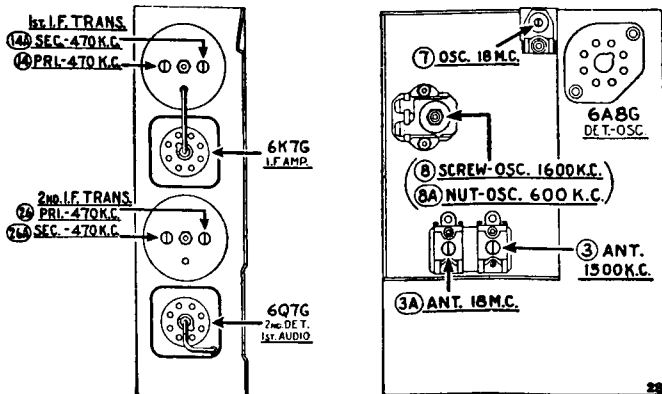 1ST. I.F. TRANS.
14A SEC.-470 K.C.
14 PRI.-470 K.C.
6K7G
I.F. AMP.
2ND. I.F. TRANS.
26 PRI.-470 K.C.
26A SEC.-470 K.C.
6Q7G
2ND. DET.
1ST. AUDIO
7 OSC. 18 M.C.
6A8G
DET.-OSC.
(8 SCREW-OSC. 1600 K.C.
8A NUT-OSC. 600 K.C.)
3 ANT.
1500 K.C.
3A ANT. 18 M.C.